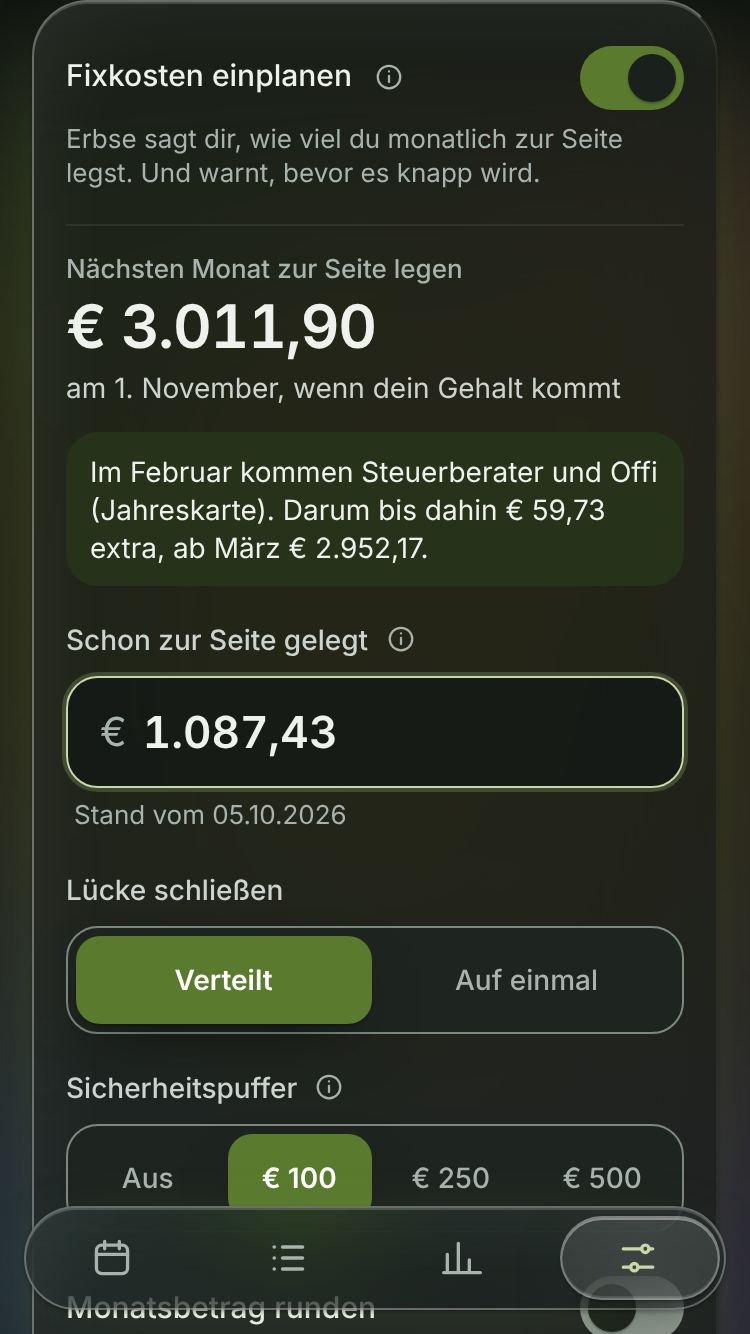 Fixkosten einplanen
Erbse sagt dir, wie viel du monatlich zur Seite
legst. Und warnt, bevor es knapp wird.
Nächsten Monat zur Seite legen
€ 3.011,90
am 1. November, wenn dein Gehalt kommt
Im Februar kommen Steuerberater und Offi
(Jahreskarte). Darum bis dahin € 59,73
extra, ab März € 2.952,17.
Schon zur Seite gelegt
€ 1.087,43
Stand vom 05.10.2026
Lücke schließen
Verteilt Auf einmal
Sicherheitspuffer
Aus € 100 € 250 € 500
Monatsbetrag runden